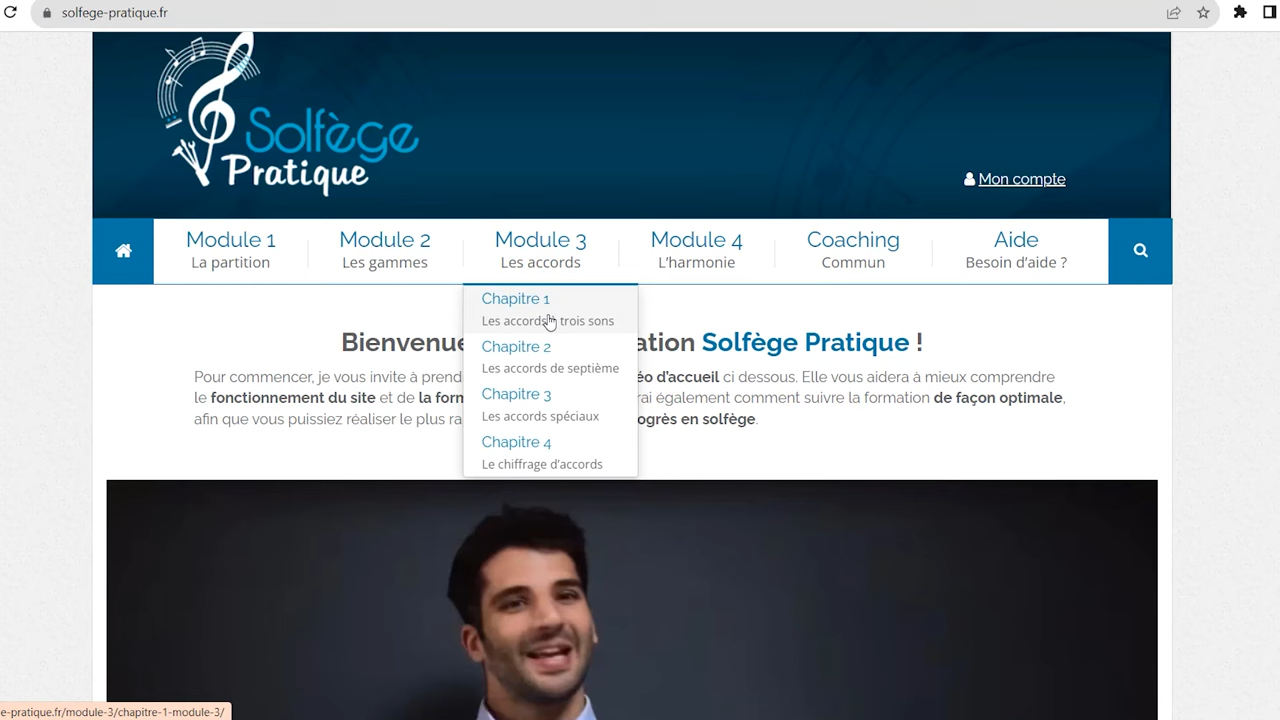 solfege-pratique.fr
Solfège
Pratique
Mon compte
Module 1
La partition
Module 2
Les gammes
Module 3
Les accords
Module 4
L'harmonie
Coaching
Commun
Aide
Besoin d'aide ?
Chapitre 1
Les accords trois sons
Chapitre 2
Les accords de septième
Chapitre 3
Les accords spéciaux
Chapitre 4
Le chiffrage d'accords
Bienvenue ation Solfège Pratique !
Pour commencer, je vous invite à prend éo d'accueil ci dessous. Elle vous aidera à mieux comprendre
le fonctionnement du site et de la form rai également comment suivre la formation de façon optimale,
afin que vous puissiez réaliser le plus ra ogrès en solfège.
e-pratique.fr/module-3/chapitre-1-module-3/